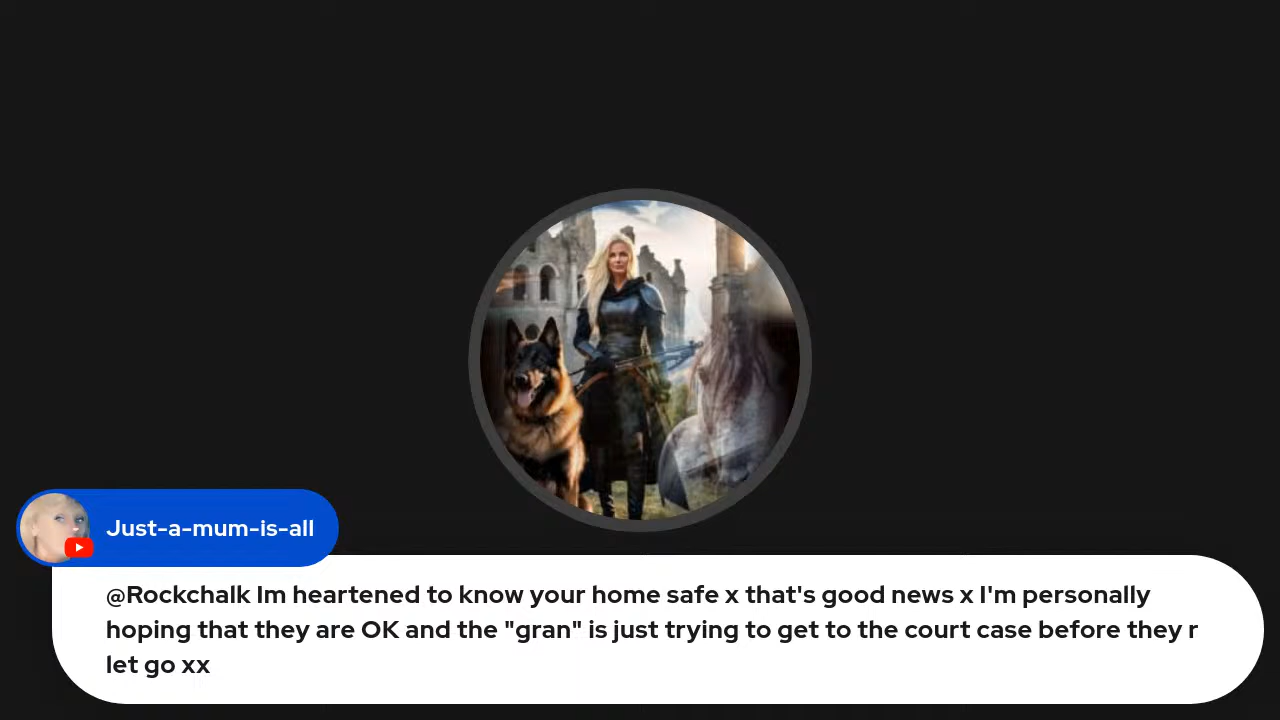 Just-a-mum-is-all
@Rockchalk Im heartened to know your home safe x that's good news x I'm personally
hoping that they are OK and the "gran" is just trying to get to the court case before they r
let go xx